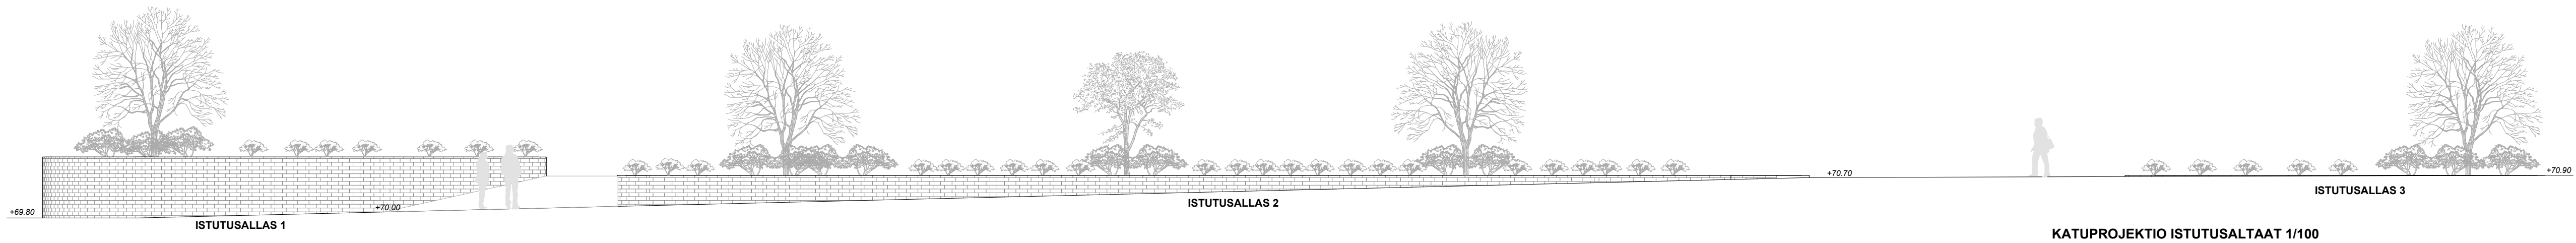 +69.80
ISTUTUSALLAS 1
+70.00
ISTUTUSALLAS 2
+70.70
+70.90
ISTUTUSALLAS 3
KATUPROJEKTIO ISTUTUSALTAAT 1/100